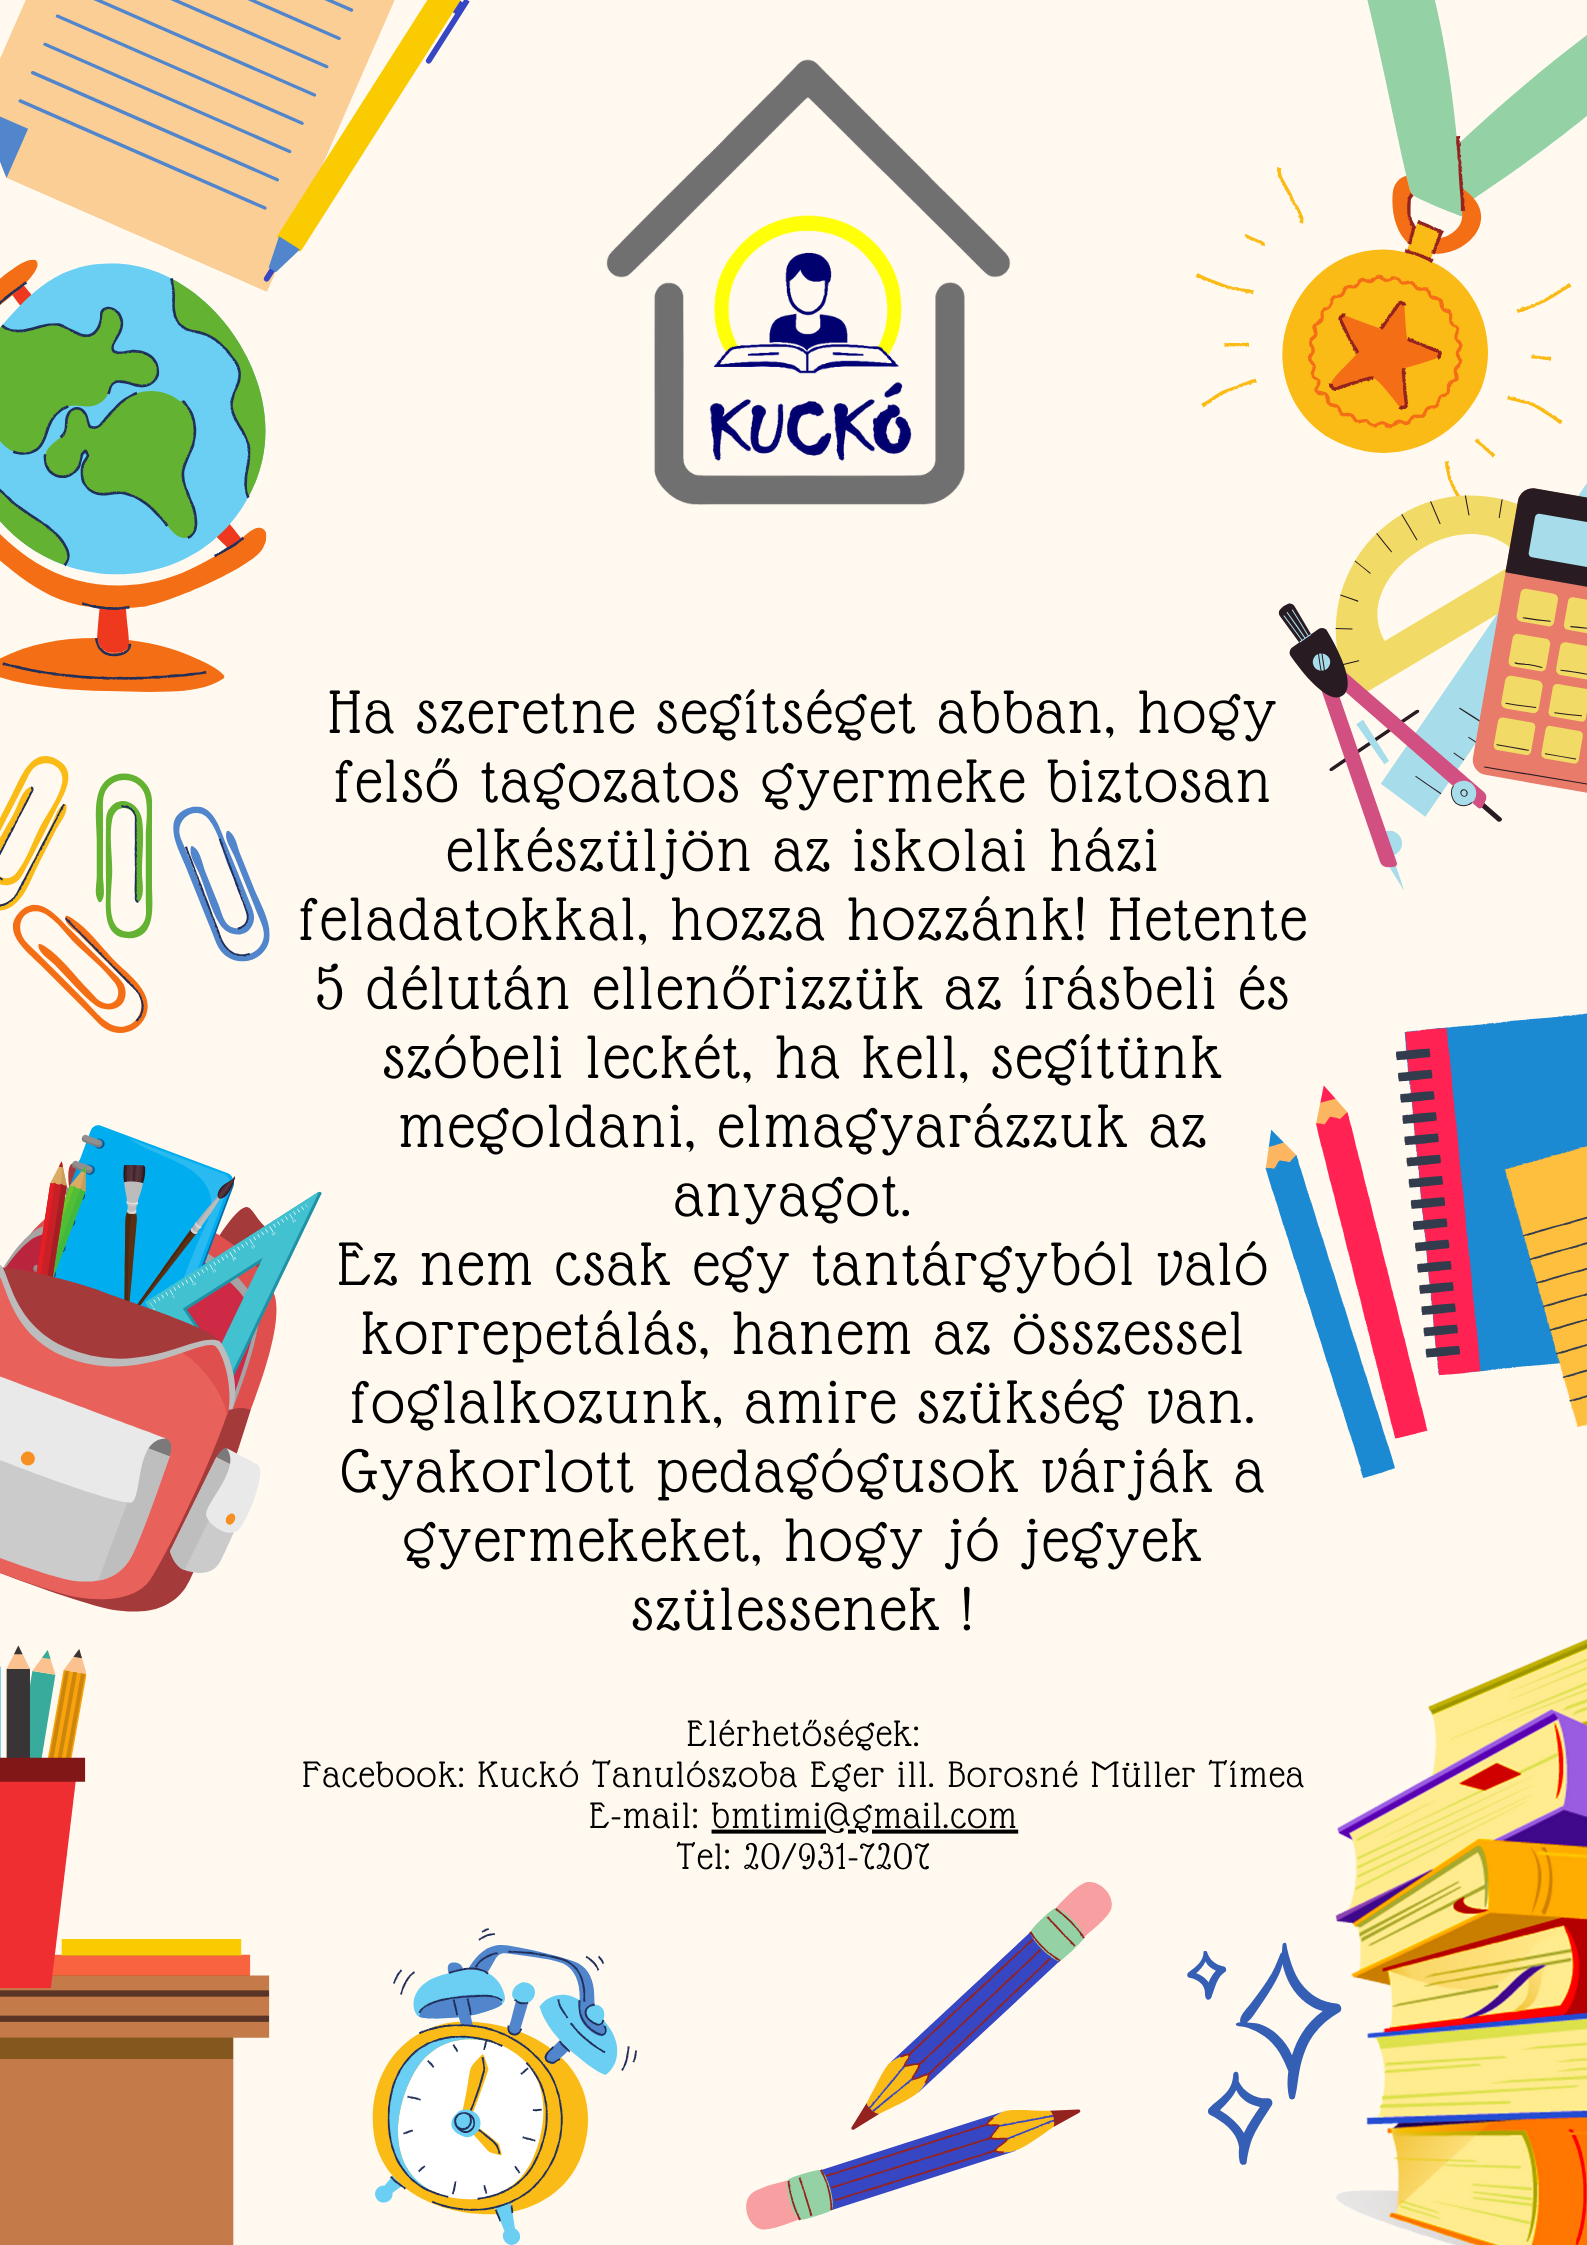 KUCKÓ
Ha szeretne segítséget abban, hogy
felső tagozatos gyermeke biztosan
elkészüljön az iskolai házi
feladatokkal, hozza hozzánk! Hetente
5 délután ellenőrizzük az írásbeli és
szóbeli leckét, ha kell, segítünk
megoldani, elmagyarázzuk az
anyagot.
Ez nem csak egy tantárgyból való
korrepetálás, hanem az összessel
foglalkozunk, amire szükség van.
Gyakorlott pedagógusok várják a
gyermekeket, hogy jó jegyek
szülessenek !
Elérhetőségek:
Facebook: Kuckó Tanulószoba Eger ill. Borosné Müller Tímea
E-mail: bmtimi@gmail.com
Tel: 20/931-7207